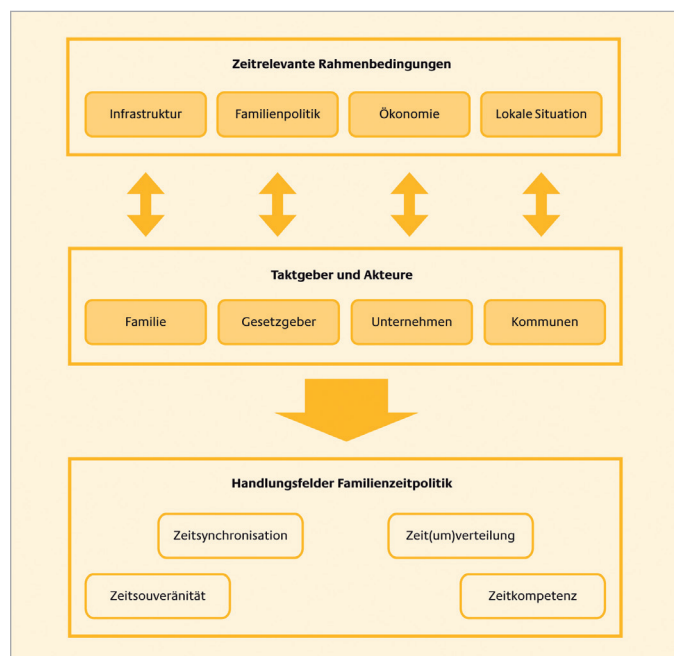 Zeitrelevante Rahmenbedingungen
Infrastruktur
Familienpolitik
Ökonomie
Lokale Situation
Taktgeber und Akteure
Familie
Gesetzgeber
Unternehmen
Kommunen
Handlungsfelder Familienzeitpolitik
Zeitsynchronisation
Zeit(um)verteilung
Zeitsouveränität
Zeitkompetenz